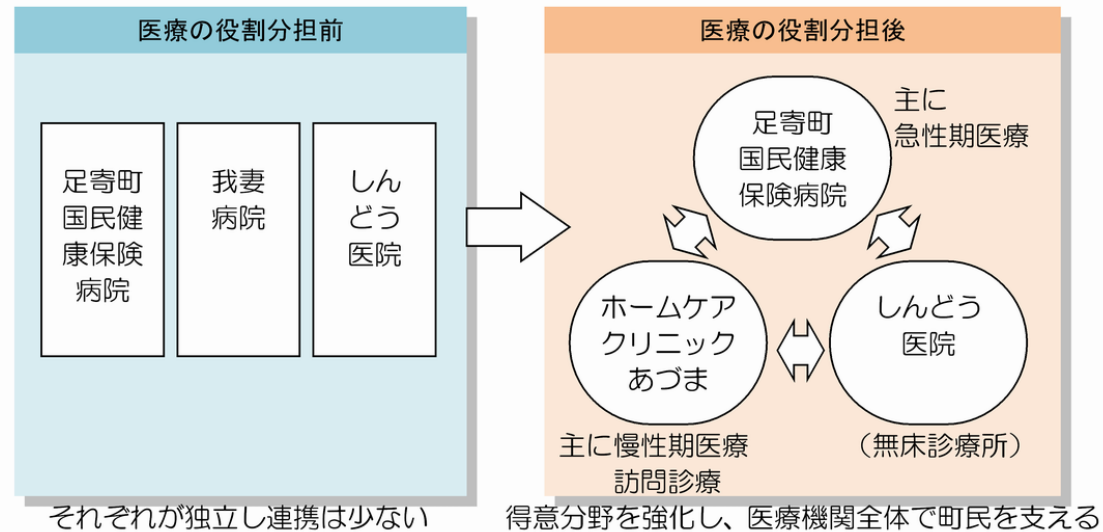 医療の役割分担前
足寄町
国民健
康保険
病院
我妻
病院
しん
どう
医院
それぞれが独立し連携は少ない
医療の役割分担後
足寄町
国民健康
保険病院
主に
急性期医療
ホームケア
クリニック
あづま
主に慢性期医療
訪問診療
しんどう
医院
（無床診療所）
得意分野を強化し、医療機関全体で町民を支える